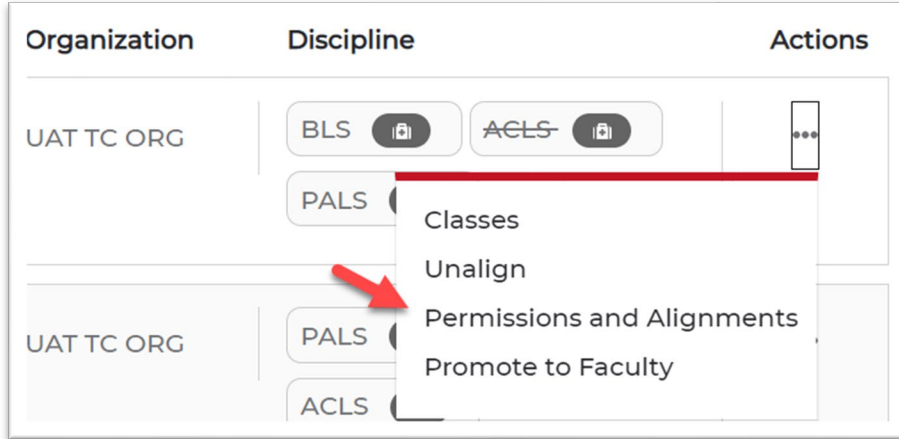 Organization Discipline Actions
UAT TC ORG BLS ACLS •••
PALS
Classes
Unalign
Permissions and Alignments
Promote to Faculty
UAT TC ORG PALS
ACLS